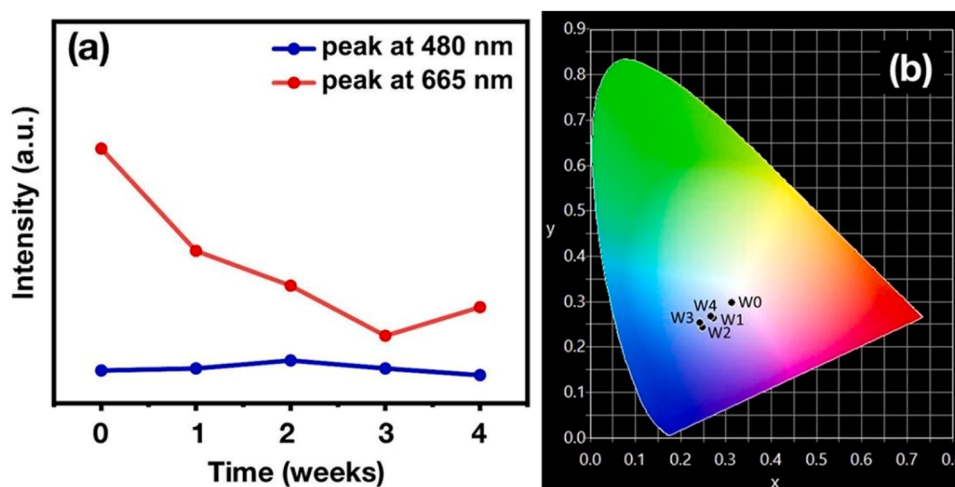 (a)
peak at 480 nm
peak at 665 nm
Intensity (a.u.)
0 1 2 3 4
Time (weeks)
(b)
0.9
0.8
0.7
0.6
0.5
y
0.4
0.3
0.2
0.1
0.0
W0
W4
W3
W1
W2
0.0 0.1 0.2 0.3 0.4 0.5 0.6 0.7 0.8
x